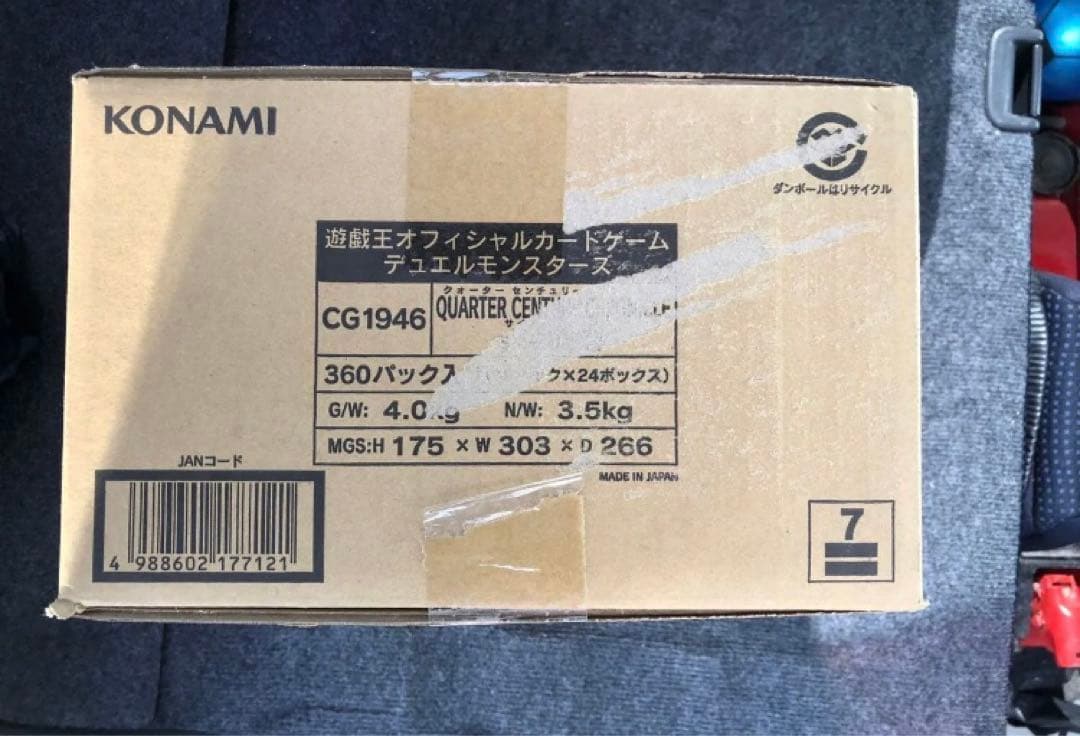 KONAMI
ダンボールはリサイクル
遊戯王オフィシャルカードゲーム
デュエルモンスターズ
クォーター センチュリー
CG1946
QUARTER
360パック入
ク×24ボックス)
G/W: 4.0kg N/W: 3.5kg
MGS:H 175 × W 303 × D 266
MADE IN JAPAN
JANコード
4 988602 177121
7